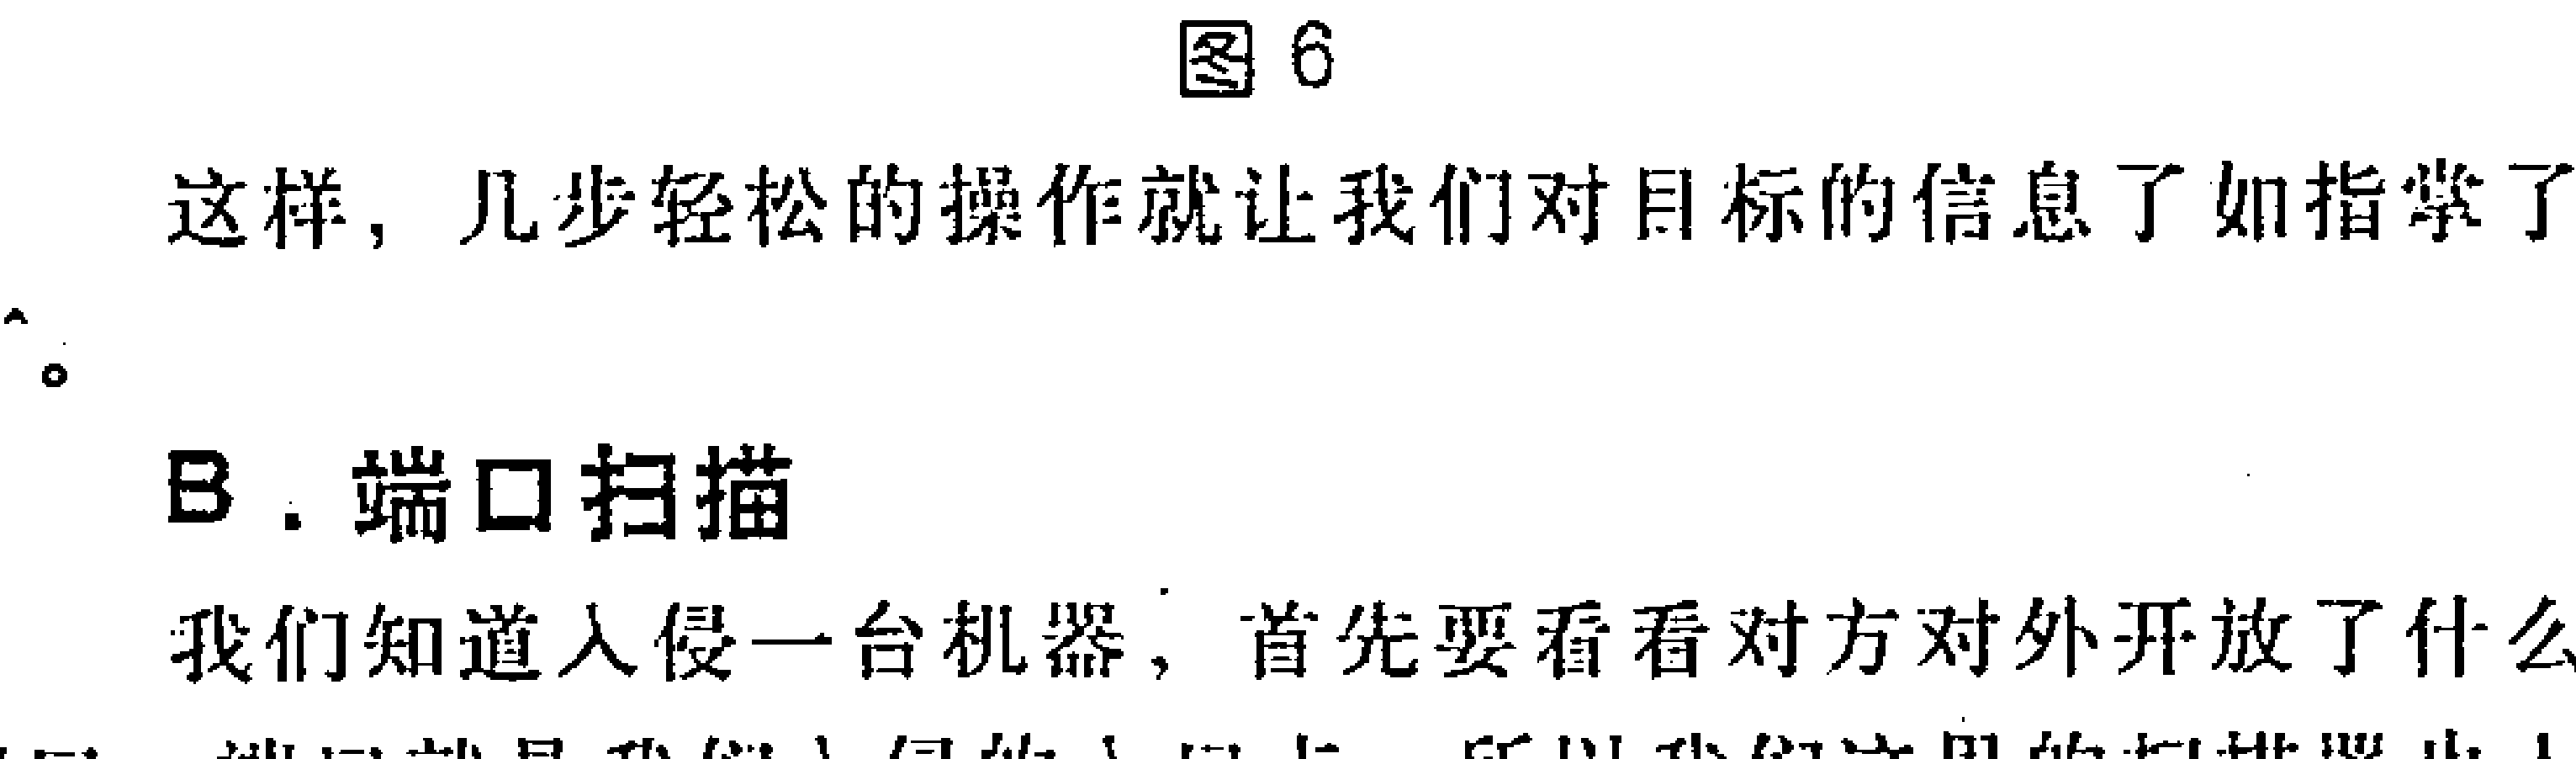 图 6
这样，几步轻松的操作就让我们对目标的信息了如指掌了
。
B．端口扫描
我们知道入侵一台机器，首先要看看对方对外开放了什么